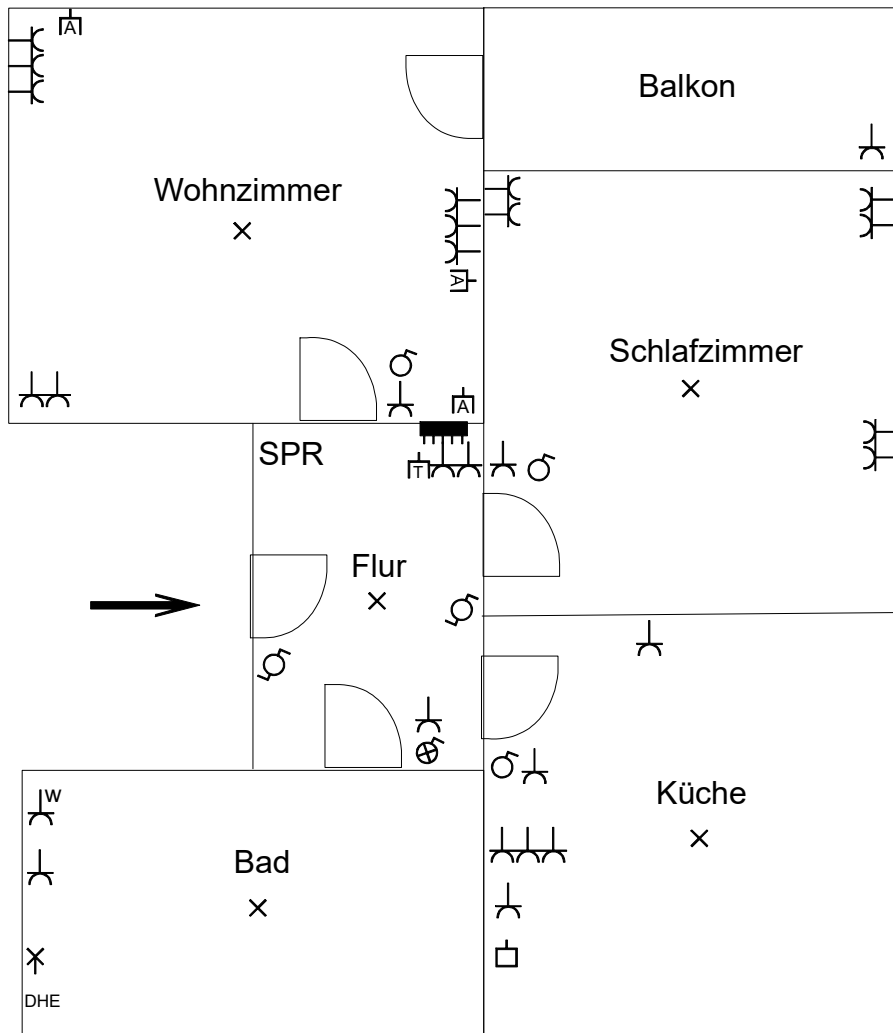 A
Balkon
Wohnzimmer
A
Schlafzimmer
A
SPR
T
Flur
W
Küche
Bad
DHE